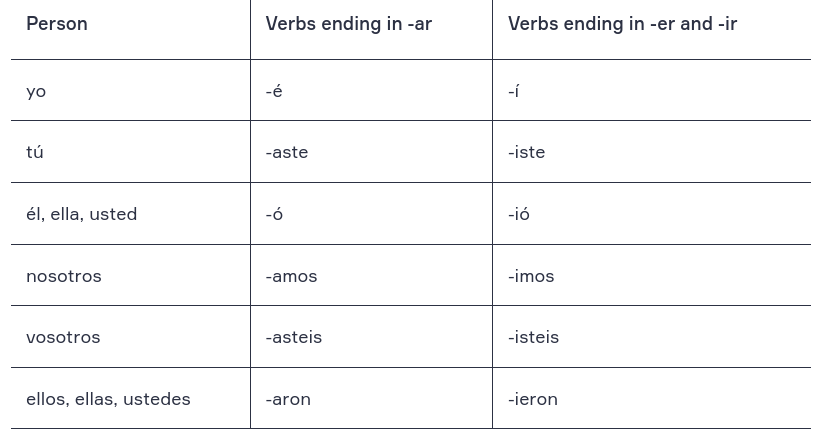 Person Verbs ending in -ar Verbs ending in -er and -ir
yo -é -í
tú -aste -iste
él, ella, usted -ó -ió
nosotros -amos -imos
vosotros -asteis -isteis
ellos, ellas, ustedes -aron -ieron